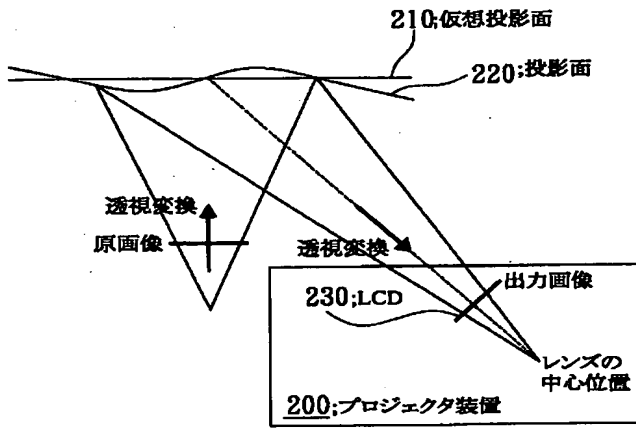 210;仮想投影面
220;投影面
透視変換
原画像
透視変換
出力画像
230;LCD
レンズの
中心位置
200;プロジェクタ装置